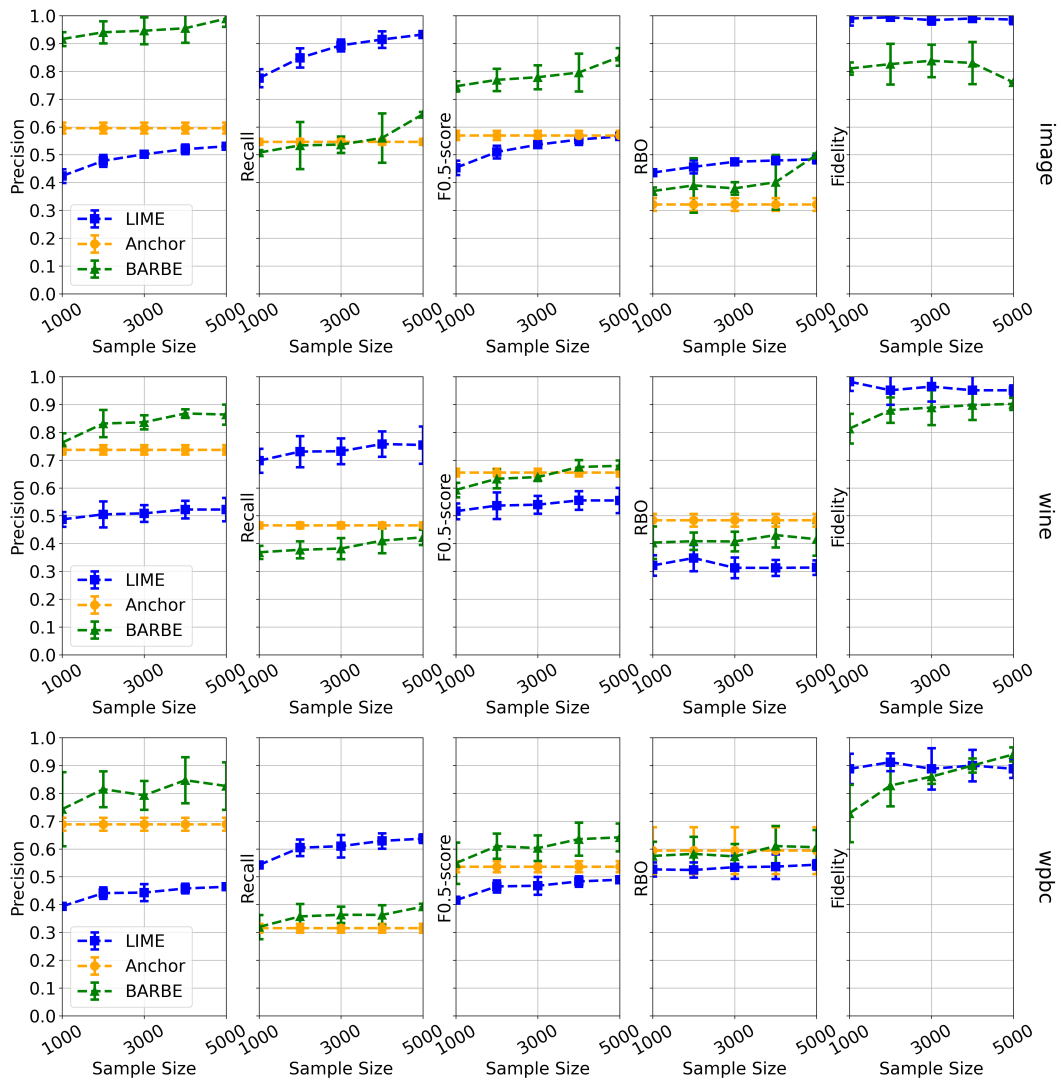 1.0
0.9
0.8
0.7
0.6
0.5
0.4
0.3
0.2
0.1
0.0
Precision
LIME
Anchor
BARBE
1000
3000
5000
Sample Size
Recall
1000
3000
5000
Sample Size
F0.5-score
1000
3000
5000
Sample Size
RBO
1000
3000
5000
Sample Size
Fidelity
1000
3000
5000
Sample Size
image
1.0
0.9
0.8
0.7
0.6
0.5
0.4
0.3
0.2
0.1
0.0
Precision
LIME
Anchor
BARBE
1000
3000
5000
Sample Size
Recall
1000
3000
5000
Sample Size
F0.5-score
1000
3000
5000
Sample Size
RBO
1000
3000
5000
Sample Size
Fidelity
1000
3000
5000
Sample Size
wine
1.0
0.9
0.8
0.7
0.6
0.5
0.4
0.3
0.2
0.1
0.0
Precision
LIME
Anchor
BARBE
1000
3000
5000
Sample Size
Recall
1000
3000
5000
Sample Size
F0.5-score
1000
3000
5000
Sample Size
RBO
1000
3000
5000
Sample Size
Fidelity
1000
3000
5000
Sample Size
wpbc